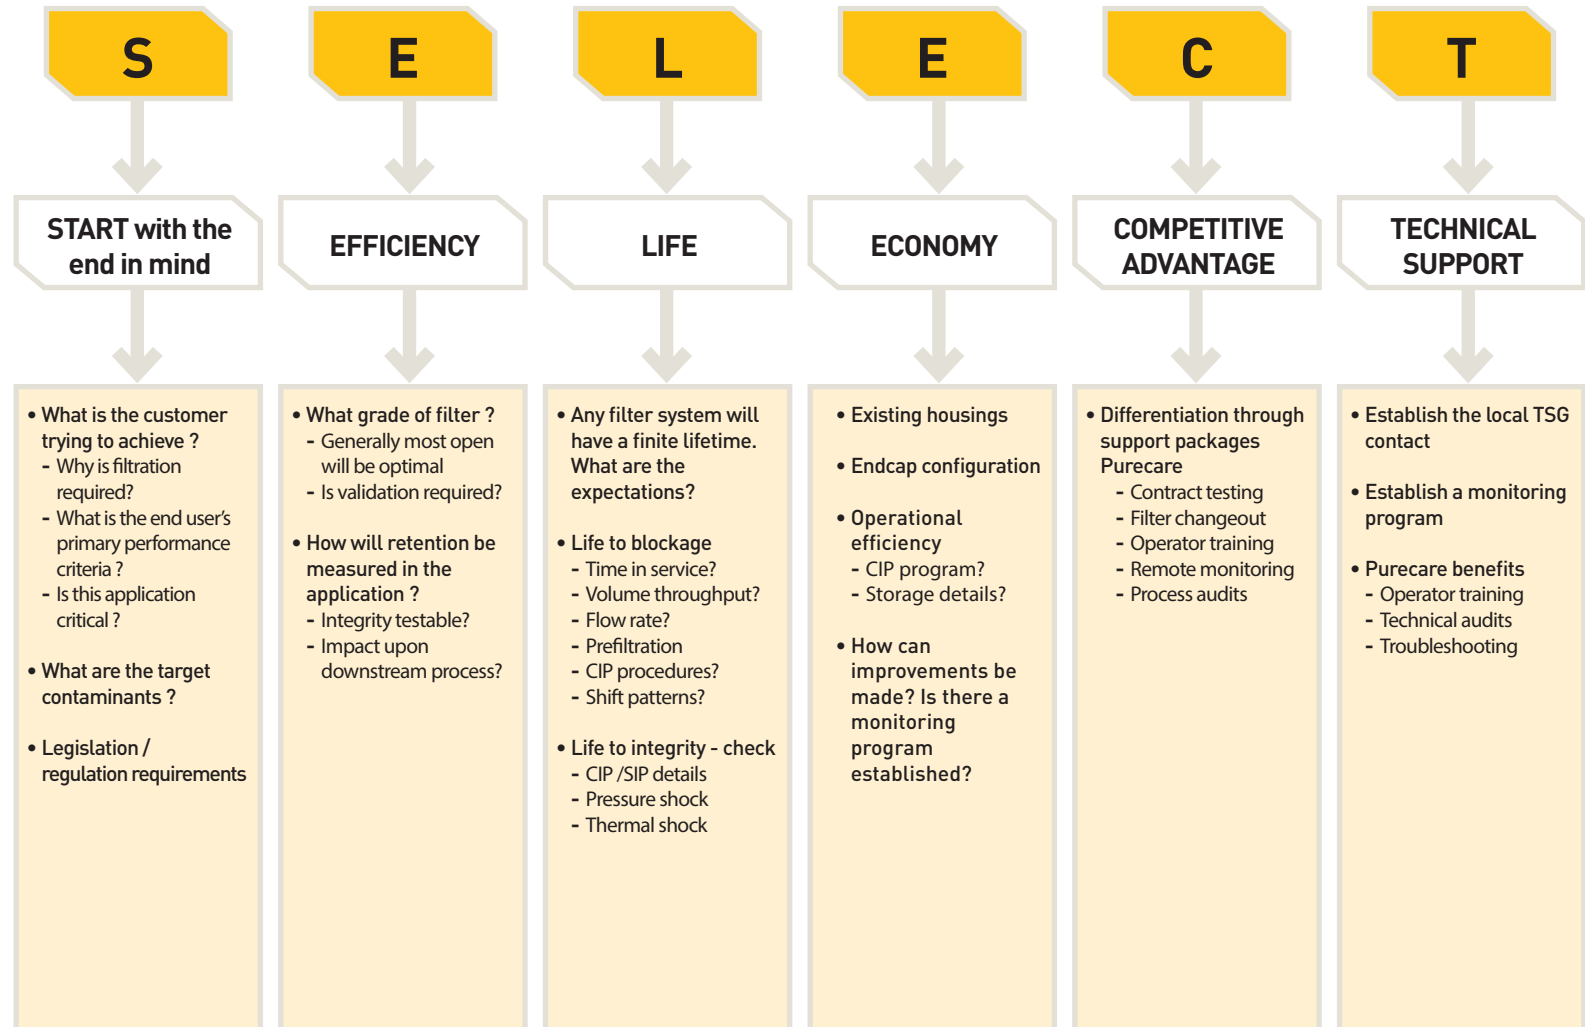 S
START with the
end in mind
• What is the customer
trying to achieve ?
- Why is filtration
required?
- What is the end user's
primary performance
criteria ?
- Is this application
critical ?
• What are the target
contaminants ?
• Legislation /
regulation requirements
E
EFFICIENCY
• What grade of filter ?
- Generally most open
will be optimal
- Is validation required?
• How will retention be
measured in the
application ?
- Integrity testable?
- Impact upon
downstream process?
L
LIFE
• Any filter system will
have a finite lifetime.
What are the
expectations?
• Life to blockage
- Time in service?
- Volume throughput?
- Flow rate?
- Prefiltration
- CIP procedures?
- Shift patterns?
• Life to integrity - check
- CIP /SIP details
- Pressure shock
- Thermal shock
E
ECONOMY
• Existing housings
• Endcap configuration
• Operational
efficiency
- CIP program?
- Storage details?
• How can
improvements be
made? Is there a
monitoring
program
established?
C
COMPETITIVE
ADVANTAGE
• Differentiation through
support packages
Purecare
- Contract testing
- Filter changeout
- Operator training
- Remote monitoring
- Process audits
T
TECHNICAL
SUPPORT
• Establish the local TSG
contact
• Establish a monitoring
program
• Purecare benefits
- Operator training
- Technical audits
- Troubleshooting